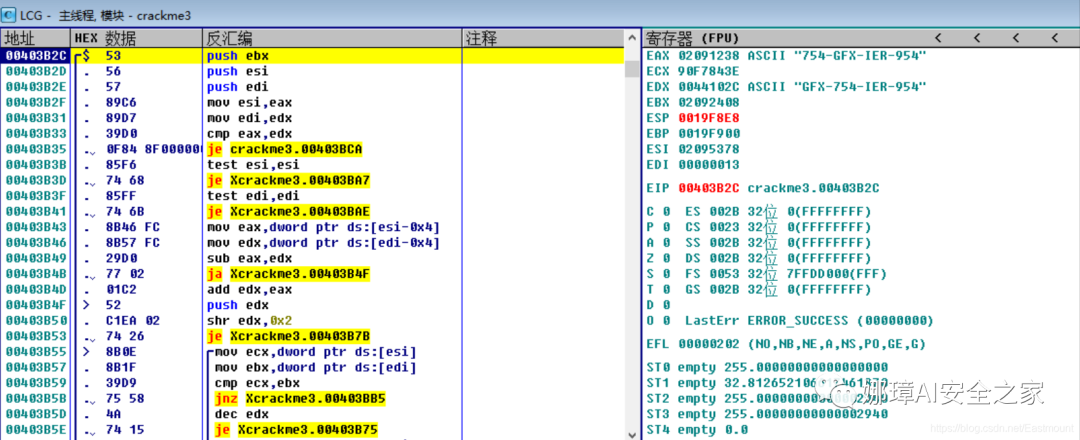 LCG - 主线程, 模块 - crackme3
地址 HEX 数据 反汇编 注释 寄存器 (FPU) < < < <
00403B2C $ 53 push ebx
00403B2D . 56 push esi
00403B2E . 57 push edi
00403B2F . 89C6 mov esi,eax
00403B31 . 89D7 mov edi,edx
00403B33 . 39D0 cmp eax,edx
00403B35 .˅ 0F84 8F000000 je crackme3.00403BCA
00403B3B . 85F6 test esi,esi
00403B3D .˅ 74 68 je Xcrackme3.00403BA7
00403B3F . 85FF test edi,edi
00403B41 .˅ 74 6B je Xcrackme3.00403BAE
00403B43 . 8B46 FC mov eax,dword ptr ds:[esi-0x4]
00403B46 . 8B57 FC mov edx,dword ptr ds:[edi-0x4]
00403B49 . 29D0 sub eax,edx
00403B4B .˅ 77 02 ja Xcrackme3.00403B4F
00403B4D . 01C2 add edx,eax
00403B4F > 52 push edx
00403B50 . C1EA 02 shr edx,0x2
00403B53 .˅ 74 26 je Xcrackme3.00403B7B
00403B55 > 8B0E mov ecx,dword ptr ds:[esi]
00403B57 . 8B1F mov ebx,dword ptr ds:[edi]
00403B59 . 39D9 cmp ecx,ebx
00403B5B .˅ 75 58 jnz Xcrackme3.00403BB5
00403B5D . 4A dec edx
00403B5E .˅ 74 15 je Xcrackme3.00403B75
EAX 02091238 ASCII "754-GFX-IER-954"
ECX 90F7843E
EDX 0044102C ASCII "GFX-754-IER-954"
EBX 02092408
ESP 0019F8E8
EBP 0019F900
ESI 02095378
EDI 00000013
EIP 00403B2C crackme3.00403B2C
C 0 ES 002B 32位 0(FFFFFFFF)
P 0 CS 0023 32位 0(FFFFFFFF)
A 0 SS 002B 32位 0(FFFFFFFF)
Z 0 DS 002B 32位 0(FFFFFFFF)
S 0 FS 0053 32位 7FFDD000(FFF)
T 0 GS 002B 32位 0(FFFFFFFF)
D 0
O 0 LastErr ERROR_SUCCESS (00000000)
EFL 00000202 (NO,NB,NE,A,NS,PO,GE,G)
ST0 empty 255.00000000000000000
ST1 empty
ST2 empty
ST3 empty 255.00000000000002940
ST4 empty 0.0
娜璋AI安全之家
https://blog.csdn.net/Eastmount